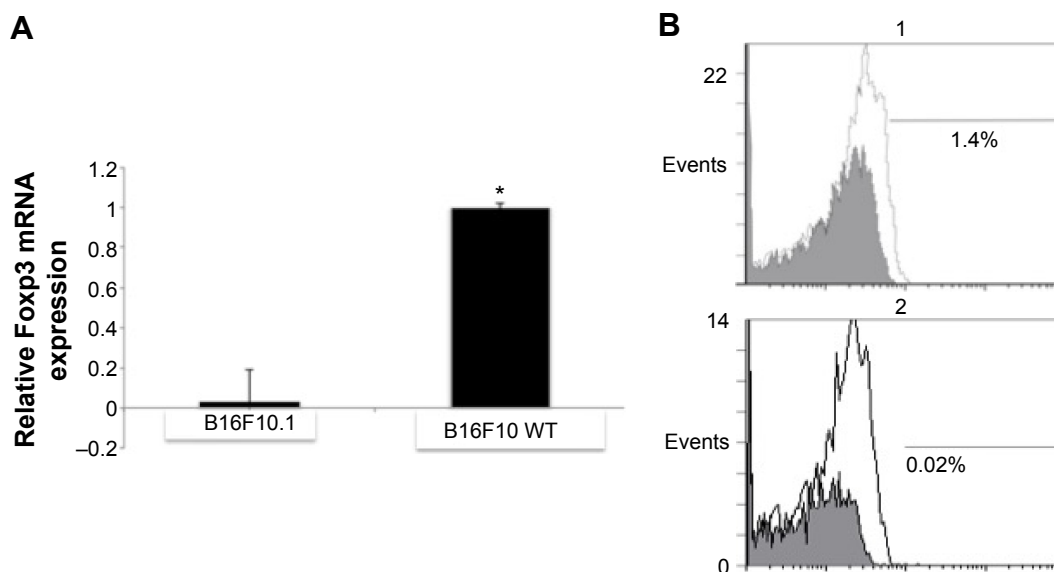 A
Relative Foxp3 mRNA
expression
1.2
1
0.8
0.6
0.4
0.2
0
–0.2
*
B16F10.1
B16F10 WT
B
1
22
Events
1.4%
2
14
Events
0.02%
0